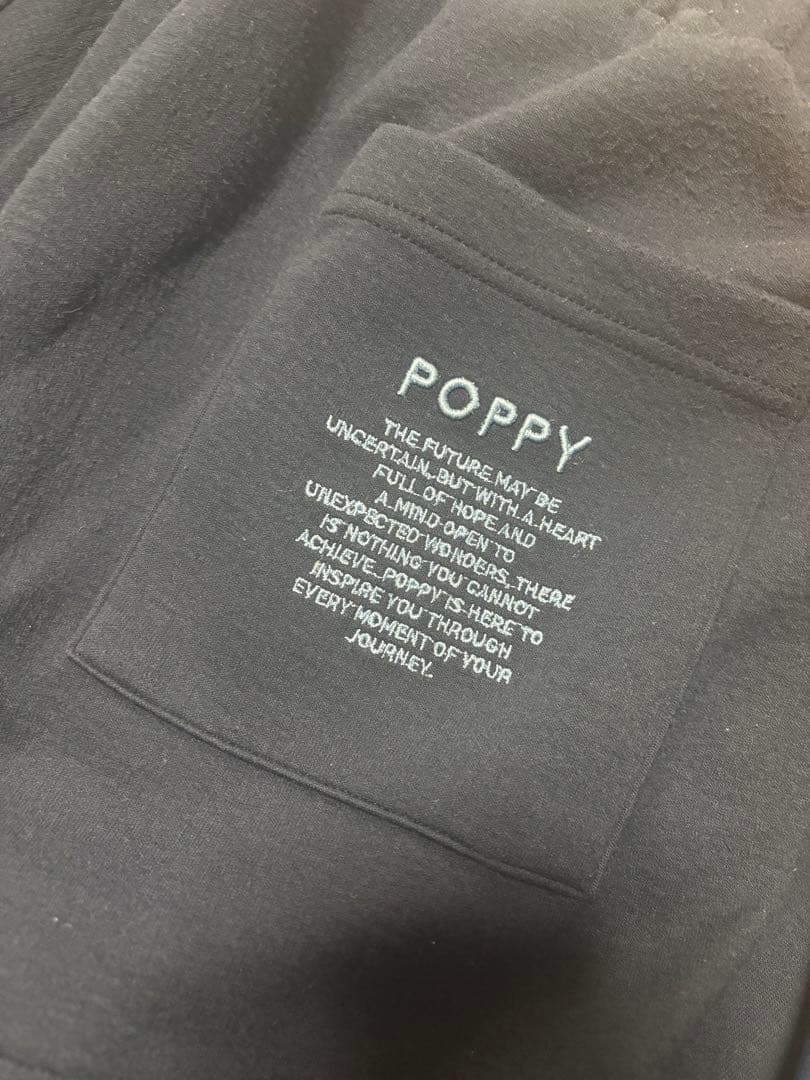 POPPY
THE FUTURE MAY BE
UNCERTAIN, BUT WITH A HEART
FULL OF HOPE AND
A MIND OPEN TO
UNEXPECTED WONDERS, THERE
IS NOTHING YOU CANNOT
ACHIEVE. POPPY IS HERE TO
INSPIRE YOU THROUGH
EVERY MOMENT OF YOUR
JOURNEY.